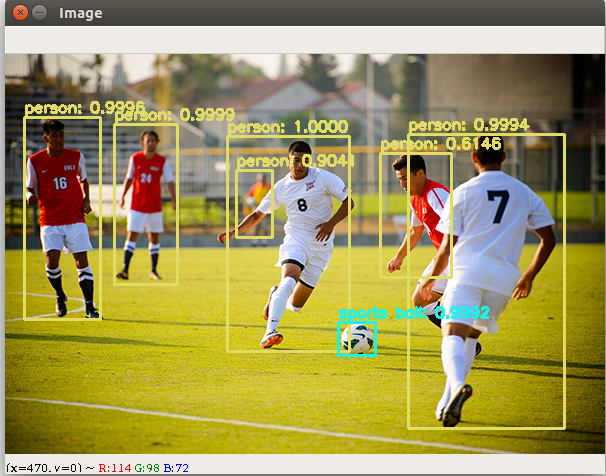 Image
person: 0.9996
person: 0.9999
person: 1.0000
person: 0.9994
person: 0.6146
person: 0.9041
16
24
8
7
sports ball: 0.9992
(x=470, y=0) ~ R:114 G:98 B:72